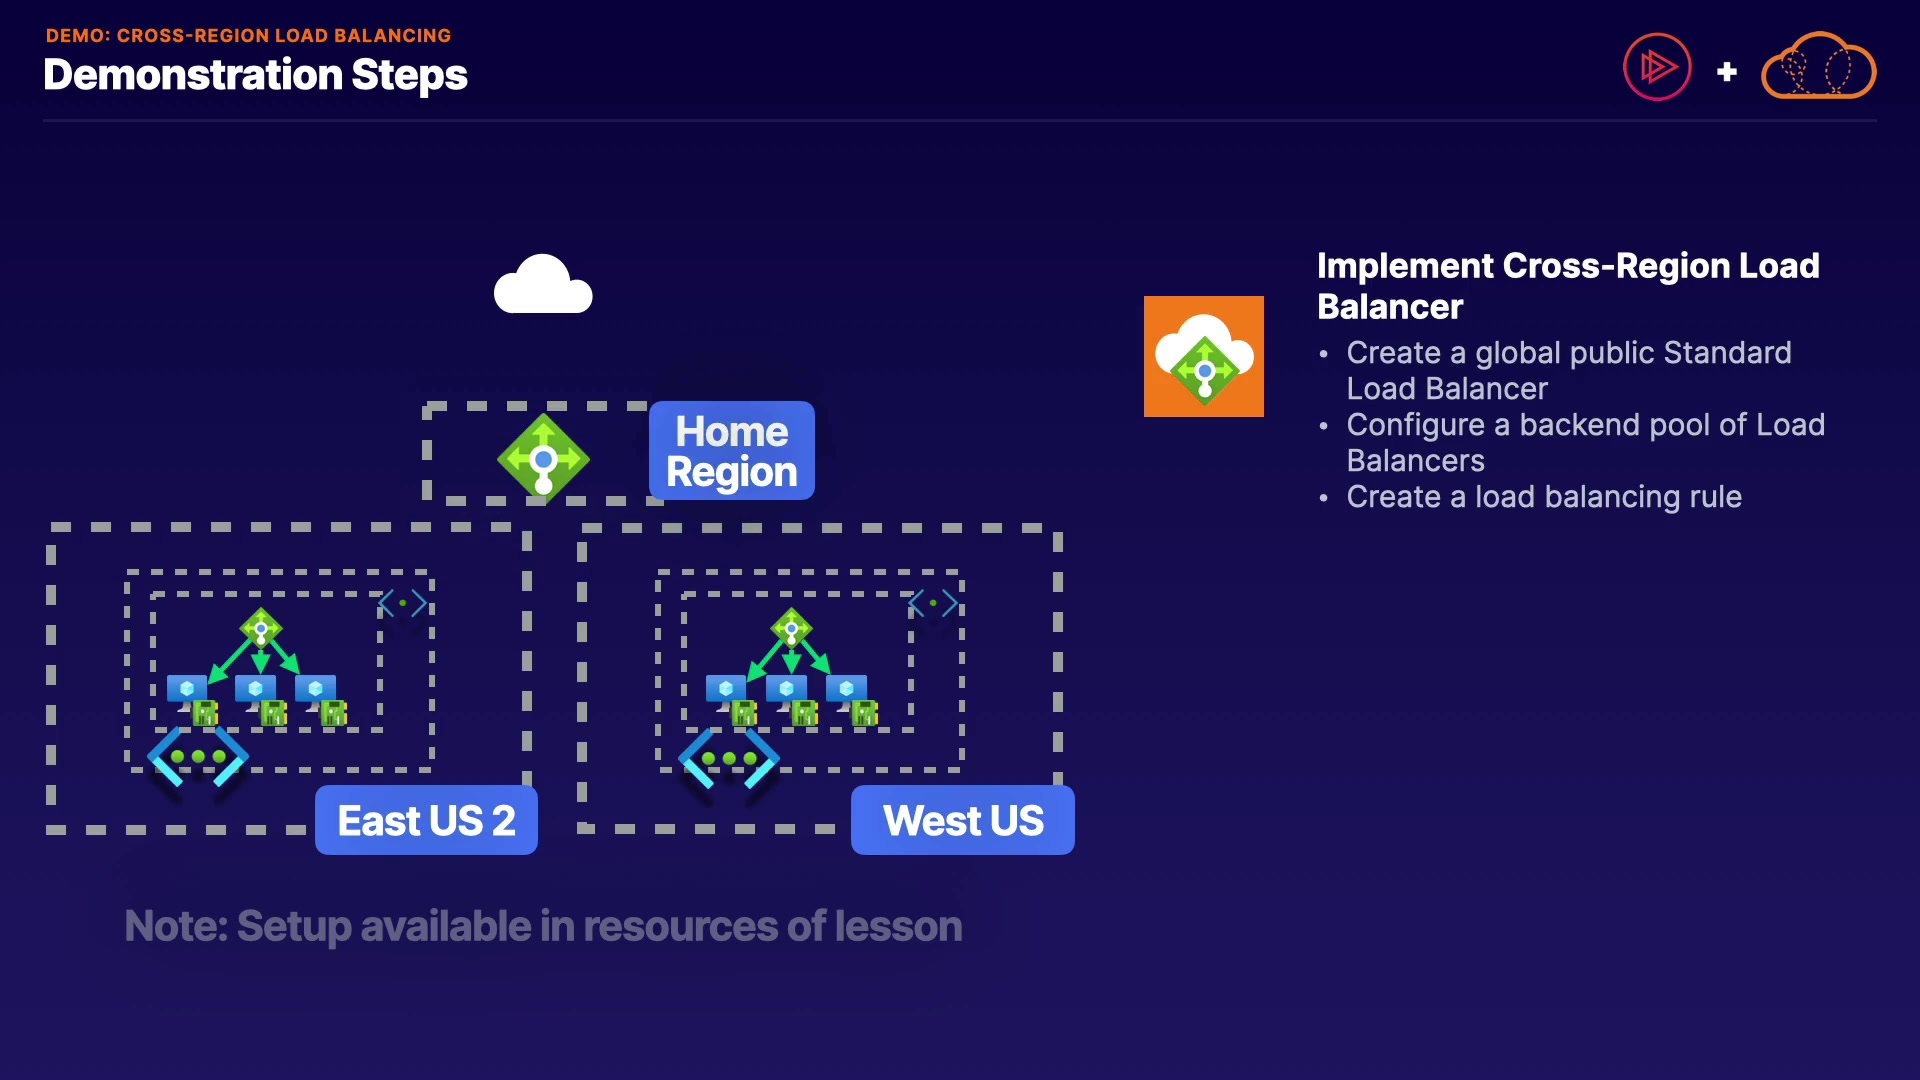 DEMO: CROSS-REGION LOAD BALANCING
Demonstration Steps
Implement Cross-Region Load
Balancer
• Create a global public Standard
Load Balancer
• Configure a backend pool of Load
Balancers
• Create a load balancing rule
Home
Region
East US 2
West US
Note: Setup available in resources of lesson